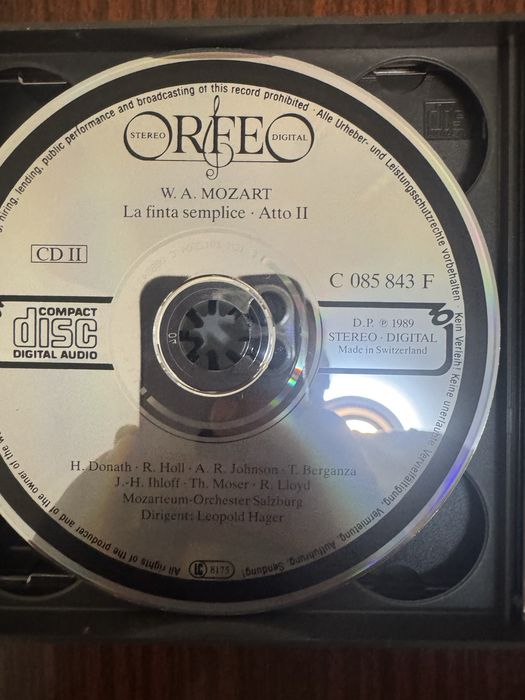 hiring, lending, public performance and broadcasting of this record prohibited · Alle Urheber- und Leistungsschutzrechte vorbehalten · Kein Verleih! Keine unerlaubte Vervielfältigung, Vermietung, Aufführung, Sendung!
STEREO ORFEO DIGITAL
W. A. MOZART
La finta semplice · Atto II
CD II
C 085 843 F
COMPACT
disc
DIGITAL AUDIO
D.P. ℗ 1989
STEREO · DIGITAL
Made in Switzerland
H. Donath · R. Holl · A. R. Johnson · T. Berganza
J.-H. Ihloff · Th. Moser · R. Lloyd
Mozarteum-Orchester Salzburg
Dirigent: Leopold Hager
LC 8175
All rights of the producer and of the owner of the